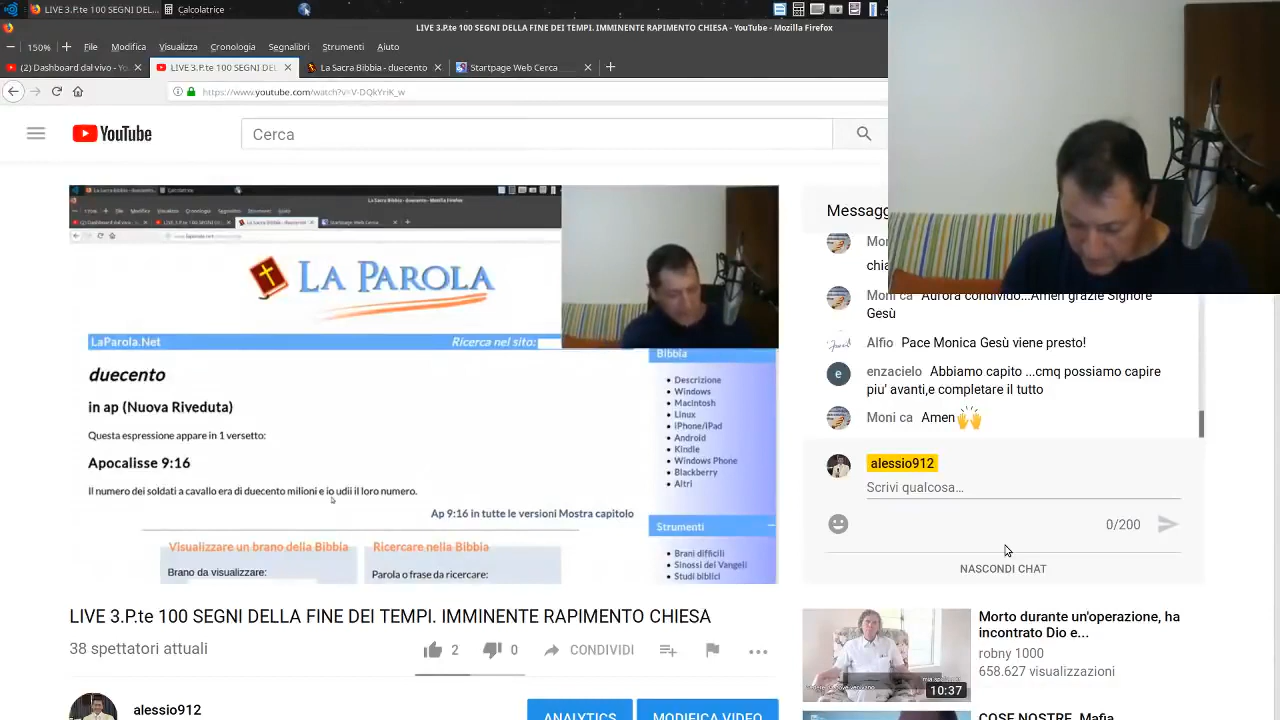 LIVE 3.P.te 100 SEGNI DEL...
Calcolatrice
LIVE 3.P.te 100 SEGNI DELLA FINE DEI TEMPI. IMMINENTE RAPIMENTO CHIESA - YouTube - Mozilla Firefox
150% File Modifica Visualizza Cronologia Segnalibri Strumenti Aiuto
(2) Dashboard dal vivo - Yo
LIVE 3.P.te 100 SEGNI DEL
La Sacra Bibbia - duecento
Startpage Web Cerca
https://www.youtube.com/watch?v=V-DQkYriK_w
YouTube
Cerca
LA PAROLA
LaParola.Net
Ricerca nel sito:
duecento
in ap (Nuova Riveduta)
Questa espressione appare in 1 versetto:
Apocalisse 9:16
Il numero dei soldati a cavallo era di duecento milioni e io udii il loro numero.
Ap 9:16 in tutte le versioni Mostra capitolo
Visualizzare un brano della Bibbia
Ricercare nella Bibbia
Brano da visualizzare:
Parola o frase da ricercare:
Bibbia
Descrizione
Windows
Macintosh
Linux
iPhone/iPad
Android
Kindle
Windows Phone
Blackberry
Altri
Strumenti
Brani difficili
Sinossi dei Vangeli
Studi biblici
Messagg
Mo
chia
Moni ca Aurora condiviso...Amen grazie Signore
Gesù
Alfio Pace Monica Gesù viene presto!
enzacielo Abbiamo capito ...cmq possiamo capire
piu' avanti,e completare il tutto
Moni ca Amen🙌
alessio912
Scrivi qualcosa...
0/200
NASCONDI CHAT
LIVE 3.P.te 100 SEGNI DELLA FINE DEI TEMPI. IMMINENTE RAPIMENTO CHIESA
38 spettatori attuali
2
0
CONDIVIDI
alessio912
ANALYTICS
MODIFICA VIDEO
10:37
Morto durante un'operazione, ha
incontrato Dio e...
robny 1000
658.627 visualizzazioni
COSE NOSTRE, Mafia